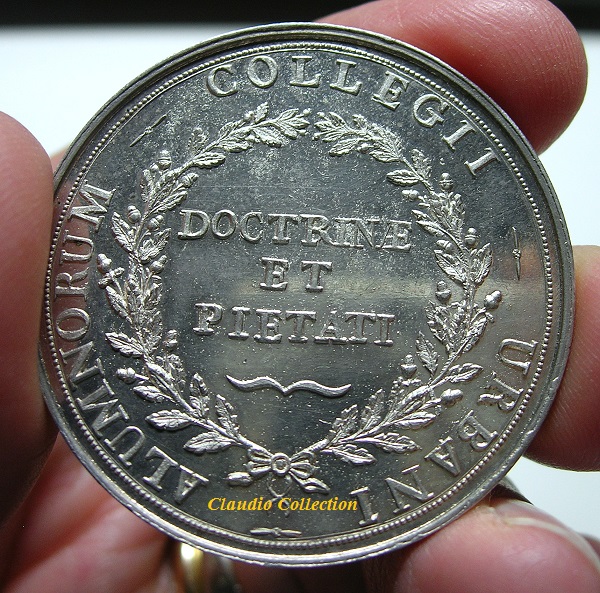 ALUMNORUM COLLEGII URBANI
DOCTRINÆ
ET
PIETATI
Claudio Collection